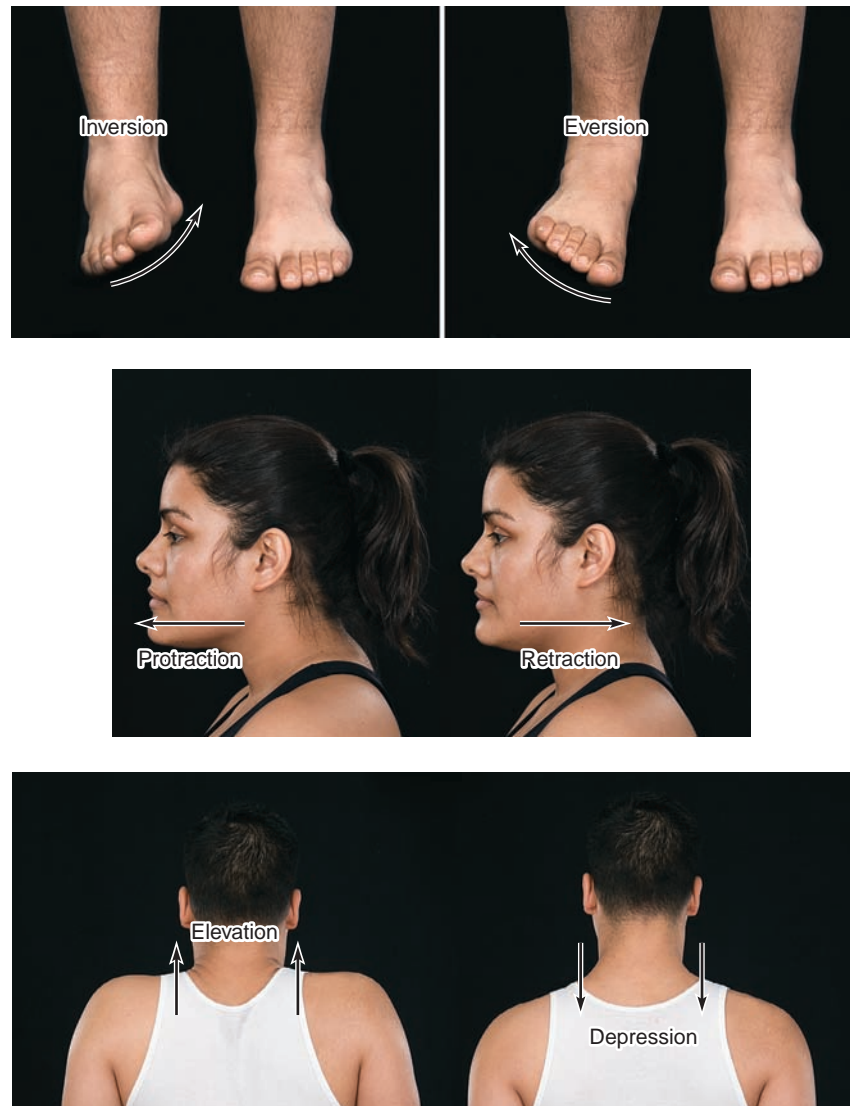 Inversion
Eversion
Protraction
Retraction
Elevation
Depression